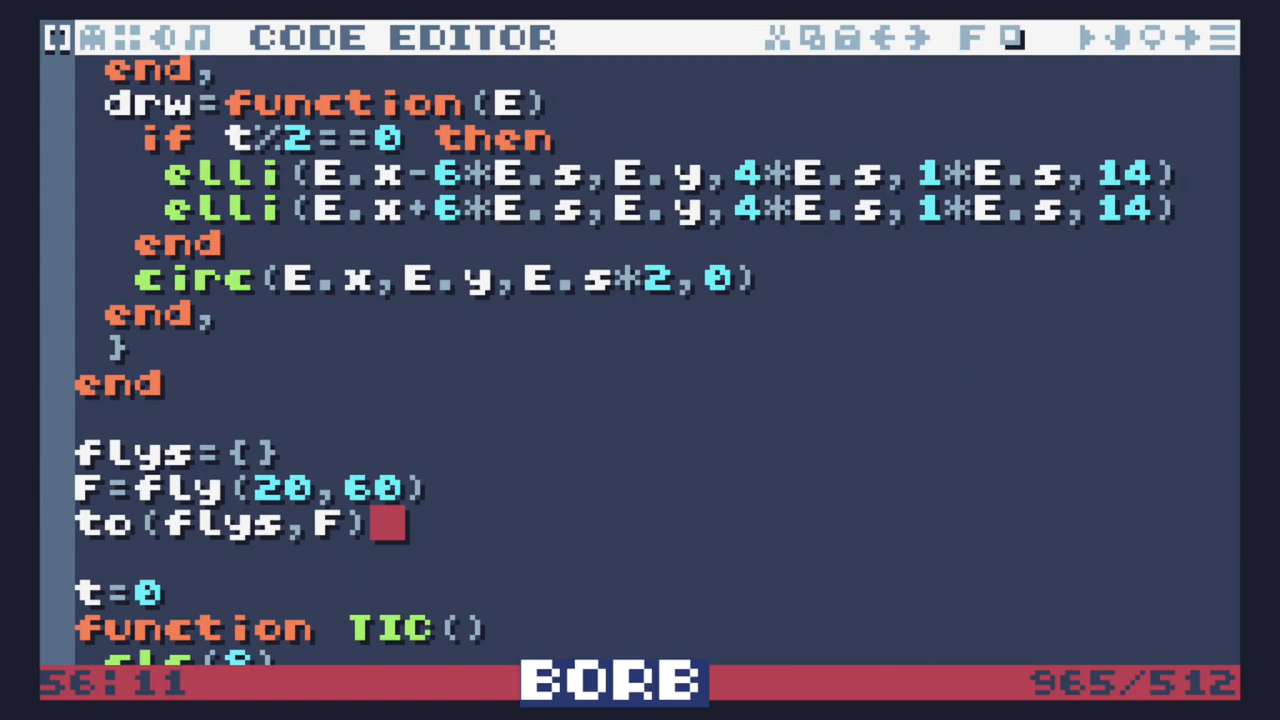 CODE EDITOR F
end,
drw=function(E)
if t%2==0 then
elli(E.x-6*E.s,E.y,4*E.s,1*E.s,14)
elli(E.x+6*E.s,E.y,4*E.s,1*E.s,14)
end
circ(E.x,E.y,E.s*2,0)
end,
}
end
flys={}
F=fly(20,60)
to(flys,F)
t=0
function TIC()
56:11 BORB 965/512